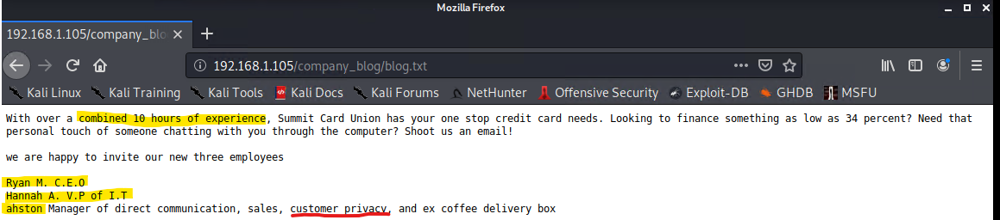 Mozilla Firefox
192.168.1.105/company_blo
192.168.1.105/company_blog/blog.txt
Kali Linux Kali Training Kali Tools Kali Docs Kali Forums NetHunter Offensive Security Exploit-DB GHDB MSFU
With over a combined 10 hours of experience, Summit Card Union has your one stop credit card needs. Looking to finance something as low as 34 percent? Need that
personal touch of someone chatting with you through the computer? Shoot us an email!
we are happy to invite our new three employees
Ryan M. C.E.O
Hannah A. V.P of I.T
ahston Manager of direct communication, sales, customer privacy, and ex coffee delivery box